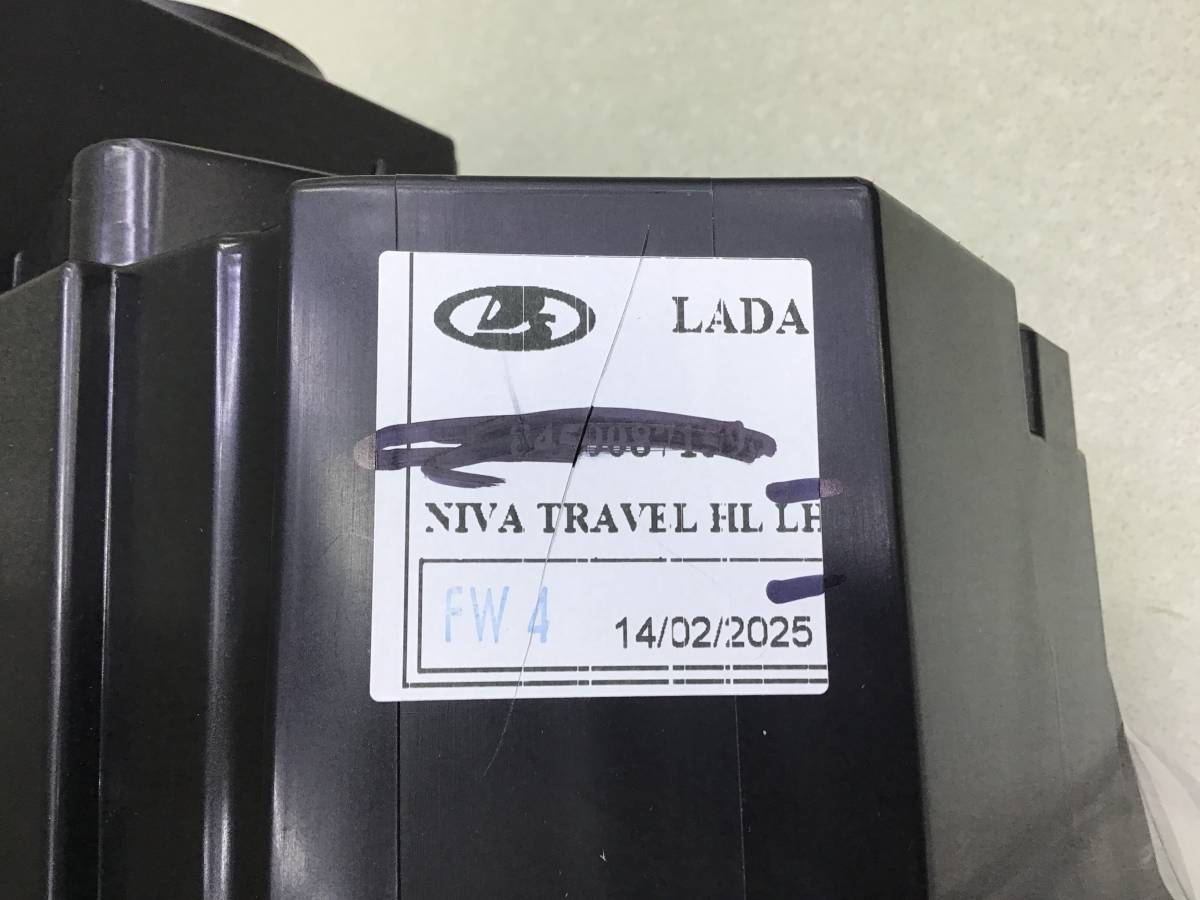 LADA
NIVA TRAVEL HL LH
FW 4
14/02/2025